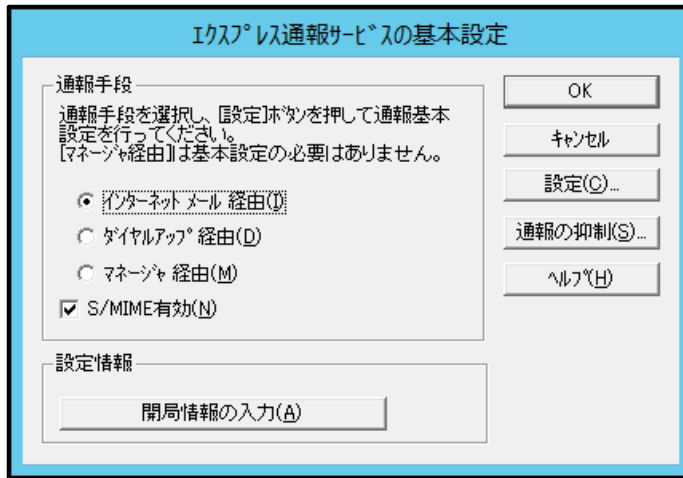 エクスプレス通報サービスの基本設定
通報手段
通報手段を選択し、[設定]ボタンを押して通報基本
設定を行ってください。
[マネージャ経由]は基本設定の必要はありません。
インターネット メール 経由(I)
ダイヤルアップ 経由(D)
マネージャ 経由(M)
S/MIME有効(N)
設定情報
開局情報の入力(A)
OK
キャンセル
設定(C)...
通報の抑制(S)...
ヘルプ(H)